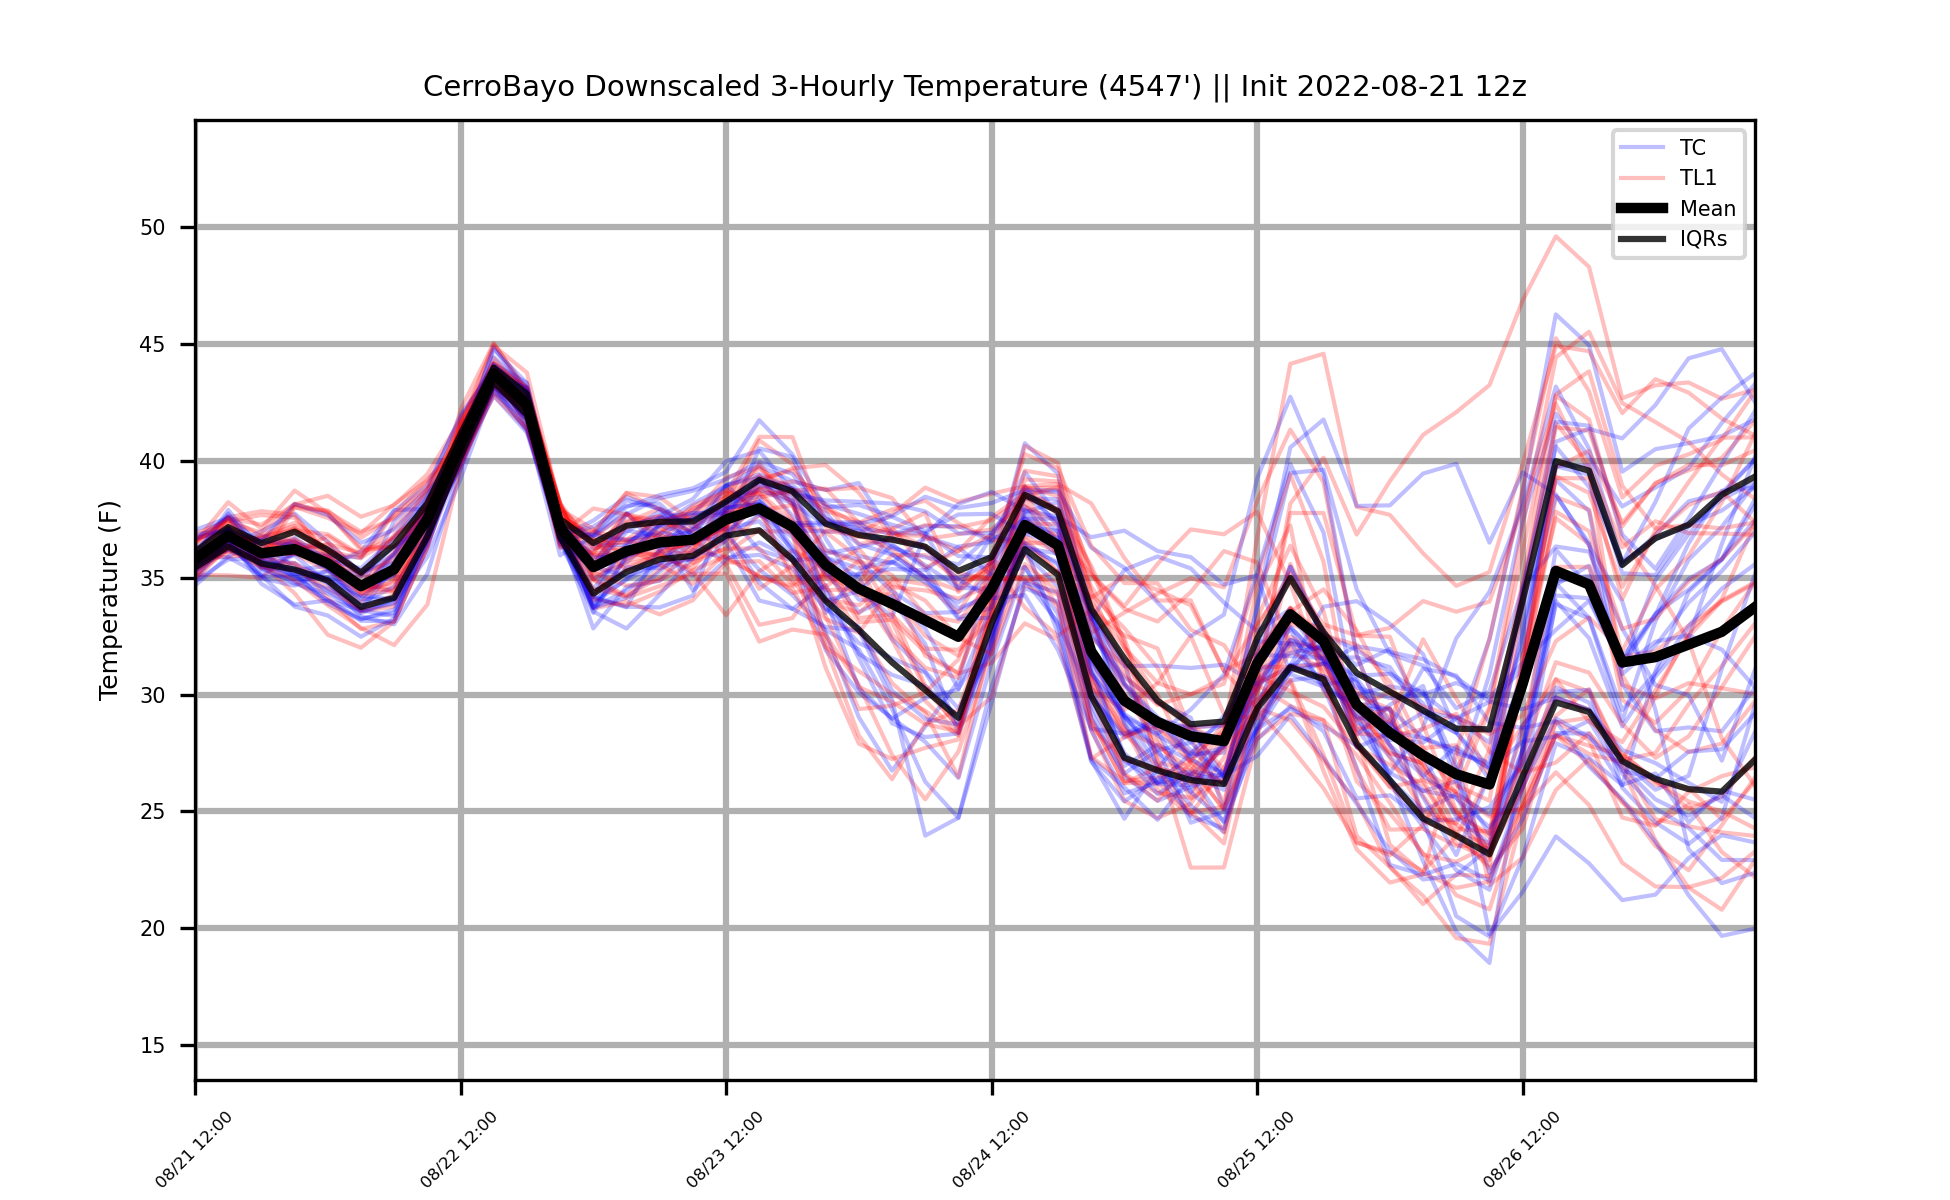 CerroBayo Downscaled 3-Hourly Temperature (4547') || Init 2022-08-21 12z
TC
TL1
Mean
IQRs
Temperature (F)
50
45
40
35
30
25
20
15
08/21 12:00
08/22 12:00
08/23 12:00
08/24 12:00
08/25 12:00
08/26 12:00